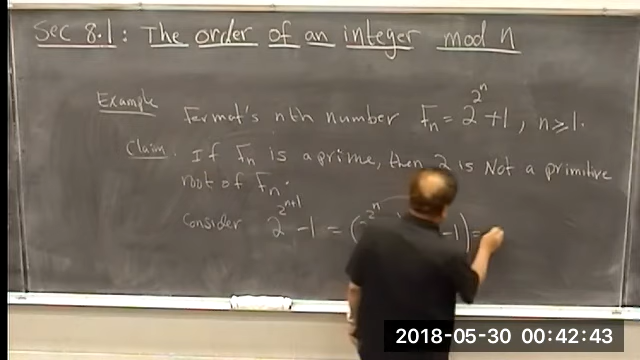 Sec 8.1: The order of an integer mod n
Example Fermat's nth number Fₙ = 2^{2^n} + 1, n ≥ 1.
Claim. If Fₙ is a prime, then 2 is Not a primitive
root of Fₙ.
Consider 2^{2^{n+1}} - 1 = ( -1) =
2018-05-30 00:42:43